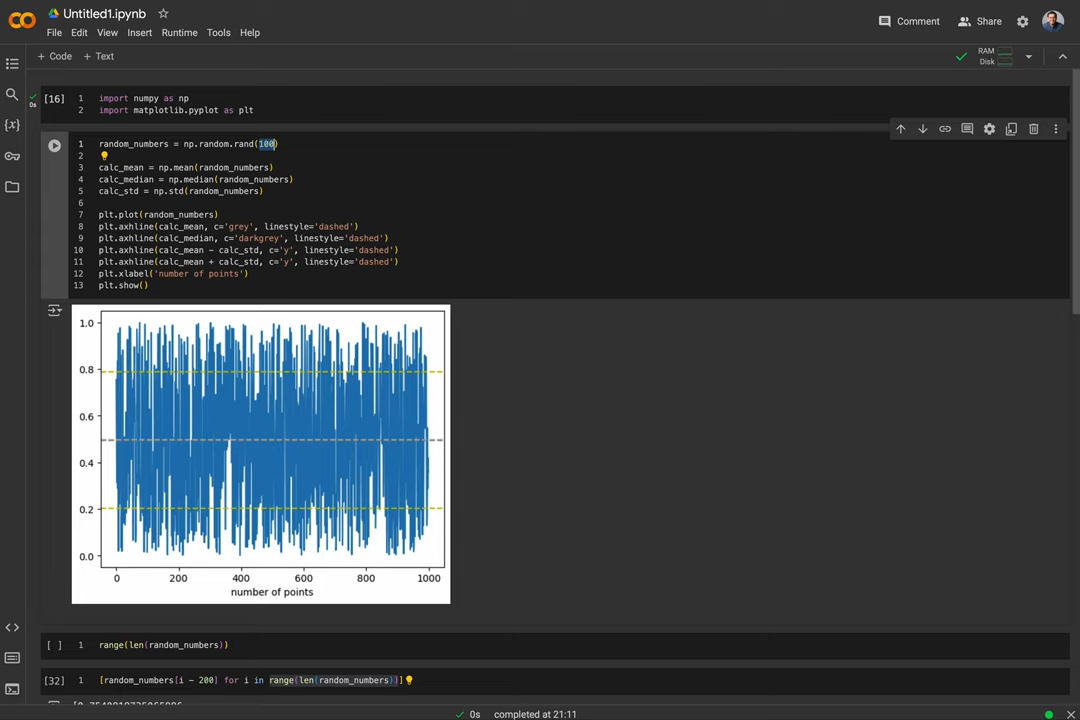 CO Untitled1.ipynb
Comment Share
File Edit View Insert Runtime Tools Help
+ Code + Text
RAM
Disk
[16] 1 import numpy as np
0s 2 import matplotlib.pyplot as plt
1 random_numbers = np.random.rand(100)
2
3 calc_mean = np.mean(random_numbers)
4 calc_median = np.median(random_numbers)
5 calc_std = np.std(random_numbers)
6
7 plt.plot(random_numbers)
8 plt.axhline(calc_mean, c='grey', linestyle='dashed')
9 plt.axhline(calc_median, c='darkgrey', linestyle='dashed')
10 plt.axhline(calc_mean - calc_std, c='y', linestyle='dashed')
11 plt.axhline(calc_mean + calc_std, c='y', linestyle='dashed')
12 plt.xlabel('number of points')
13 plt.show()
1.0
0.8
0.6
0.4
0.2
0.0
0 200 400 600 800 1000
number of points
[ ] 1 range(len(random_numbers))
[32] 1 [random_numbers[i - 200] for i in range(len(random_numbers))]
0s completed at 21:11